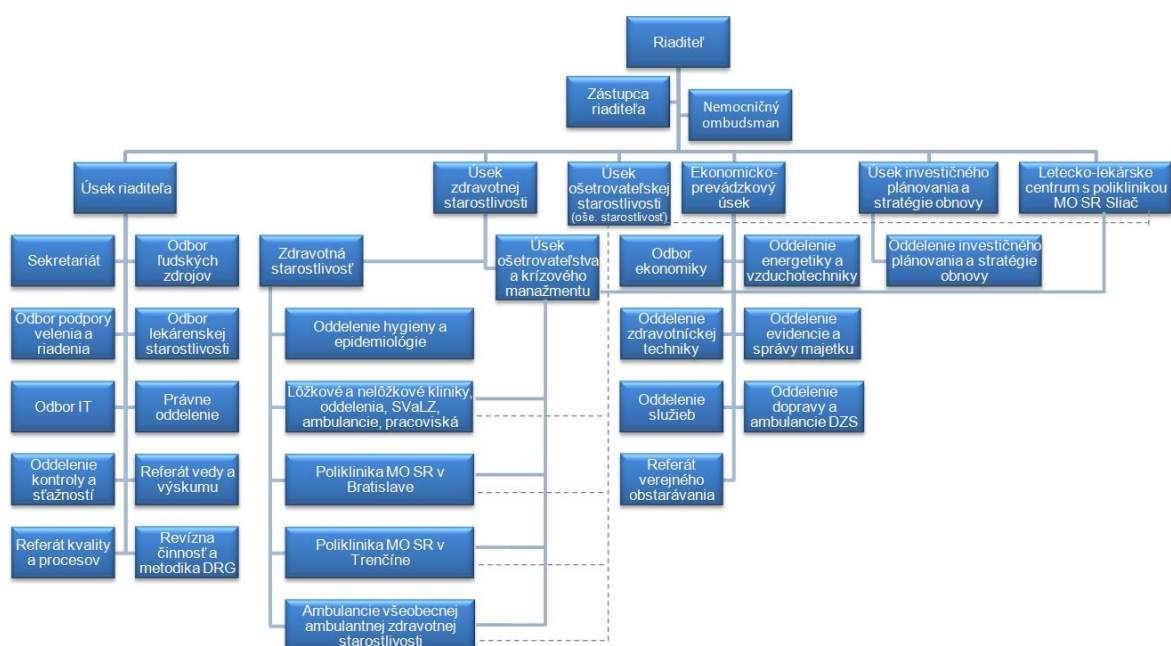 Riaditeľ
Zástupca
riaditeľa
Nemocničný
ombudsman
Úsek riaditeľa
Úsek
zdravotnej
starostlivosti
Úsek
ošetrovateľskej
starostlivosti
(oše. starostlivosť)
Ekonomicko-
prevádzkový
úsek
Úsek investičného
plánovania a
stratégie obnovy
Letecko-lekárske
centrum s poliklinikou
MO SR Sliač
Sekretariát
Odbor
ľudských
zdrojov
Odbor podpory
velenia a
riadenia
Odbor
lekárenskej
starostlivosti
Odbor IT
Právne
oddelenie
Oddelenie
kontroly a
sťažností
Referát vedy a
výskumu
Referát kvality
a procesov
Revízna
činnosť a
metodika DRG
Zdravotná
starostlivosť
Úsek
ošetrovateľstva
a krízového
manažmentu
Oddelenie hygieny a
epidemiológie
Lôžkové a nelôžkové kliniky,
oddelenia, SVaLZ,
ambulancie, pracoviská
Poliklinika MO SR v
Bratislave
Poliklinika MO SR v
Trenčíne
Ambulancie všeobecnej
ambulantnej zdravotnej
starostlivosti
Odbor
ekonomiky
Oddelenie
energetiky a
vzduchotechniky
Oddelenie
zdravotníckej
techniky
Oddelenie
evidencie a
správy majetku
Oddelenie
služieb
Oddelenie
dopravy a
ambulancie DZS
Referát
verejného
obstarávania
Oddelenie investičného
plánovania a stratégie
obnovy